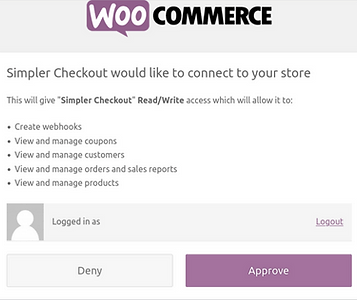 WOO COMMERCE
Simpler Checkout would like to connect to your store
This will give "Simpler Checkout" Read/Write access which will allow it to:
• Create webhooks
• View and manage coupons
• View and manage customers
• View and manage orders and sales reports
• View and manage products
Logged in as Logout
Deny Approve